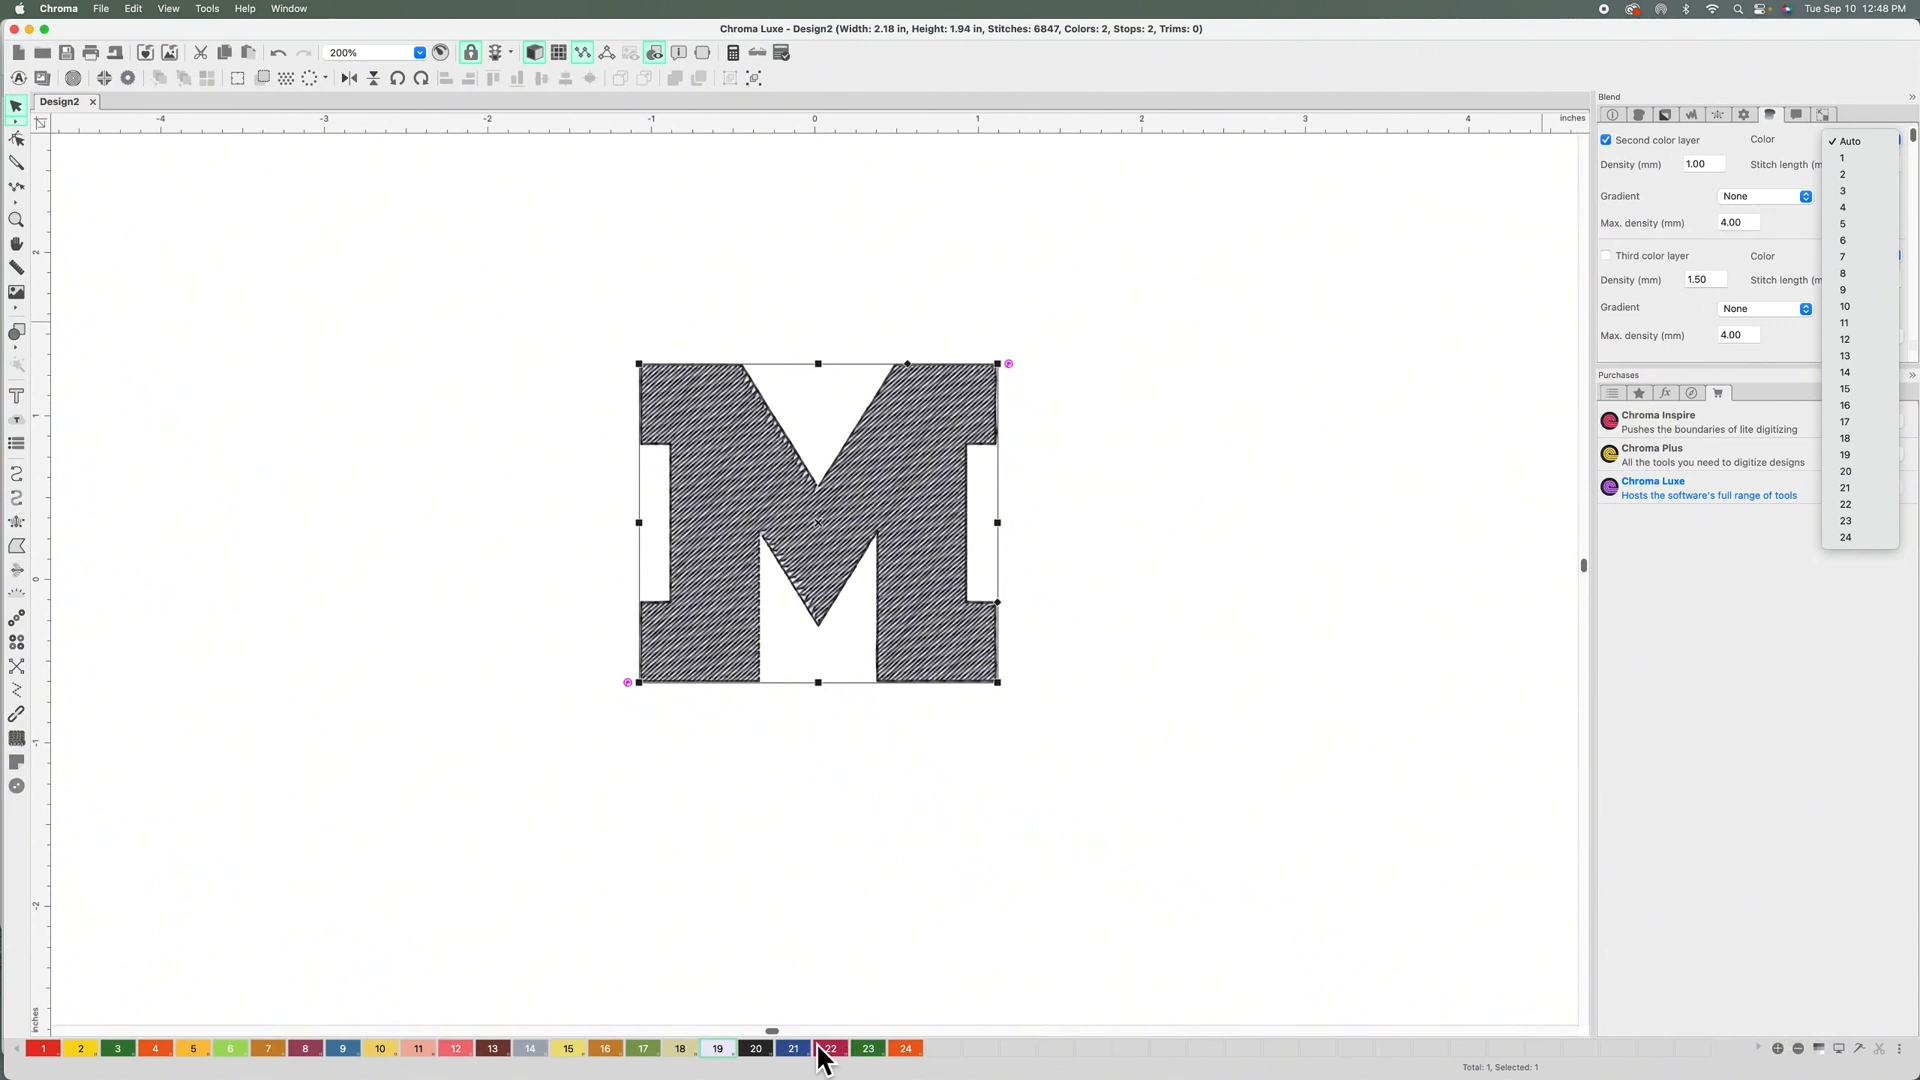 Chroma File Edit View Tools Help Window Tue Sep 10 12:48 PM
Chroma Luxe - Design2 (Width: 2.18 in, Height: 1.94 in, Stitches: 6847, Colors: 2, Stops: 2, Trims: 0)
200%
Design2
Blend
-4 -3 -2 -1 0 1 2 3 4 inches
2
1
0
-1
-2
inches
Second color layer Color
Density (mm) 1.00 Stitch length (m
Gradient None
Max. density (mm) 4.00
Third color layer Color
Density (mm) 1.50 Stitch length (m
Gradient None
Max. density (mm) 4.00
✓ Auto
1
2
3
4
5
6
7
8
9
10
11
12
13
14
15
16
17
18
19
20
21
22
23
24
Purchases
Chroma Inspire
Pushes the boundaries of lite digitizing
Chroma Plus
All the tools you need to digitize designs
Chroma Luxe
Hosts the software's full range of tools
M
1 2 3 4 5 6 7 8 9 10 11 12 13 14 15 16 17 18 19 20 21 22 23 24
Total: 1, Selected: 1